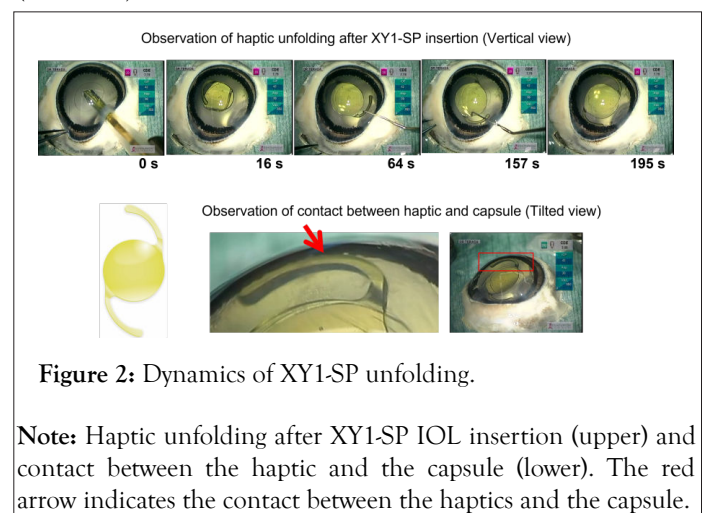 Observation of haptic unfolding after XY1-SP insertion (Vertical view)
0 s 16 s 64 s 157 s 195 s
Observation of contact between haptic and capsule (Tilted view)
Figure 2: Dynamics of XY1-SP unfolding.
Note: Haptic unfolding after XY1-SP IOL insertion (upper) and
contact between the haptic and the capsule (lower). The red
arrow indicates the contact between the haptics and the capsule.